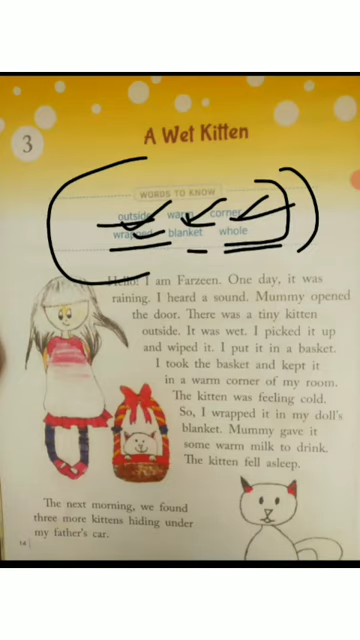 3
A Wet Kitten
WORDS TO KNOW
outside warm corner
wrapped blanket whole
Hello! I am Farzeen. One day, it was
raining. I heard a sound. Mummy opened
the door. There was a tiny kitten
outside. It was wet. I picked it up
and wiped it. I put it in a basket.
I took the basket and kept it
in a warm corner of my room.
The kitten was feeling cold.
So, I wrapped it in my doll's
blanket. Mummy gave it
some warm milk to drink.
The kitten fell asleep.
The next morning, we found
three more kittens hiding under
my father's car.
14